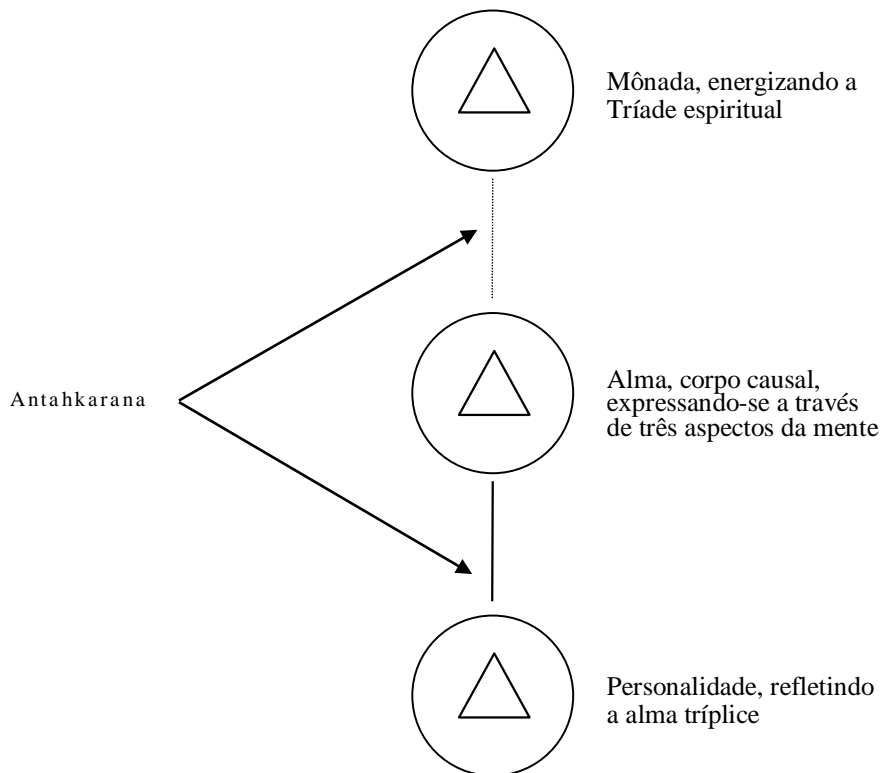 Mônada, energizando a
Tríade espiritual
Antahkarana
Alma, corpo causal,
expressando-se a través
de três aspectos da mente
Personalidade, refletindo
a alma tríplice